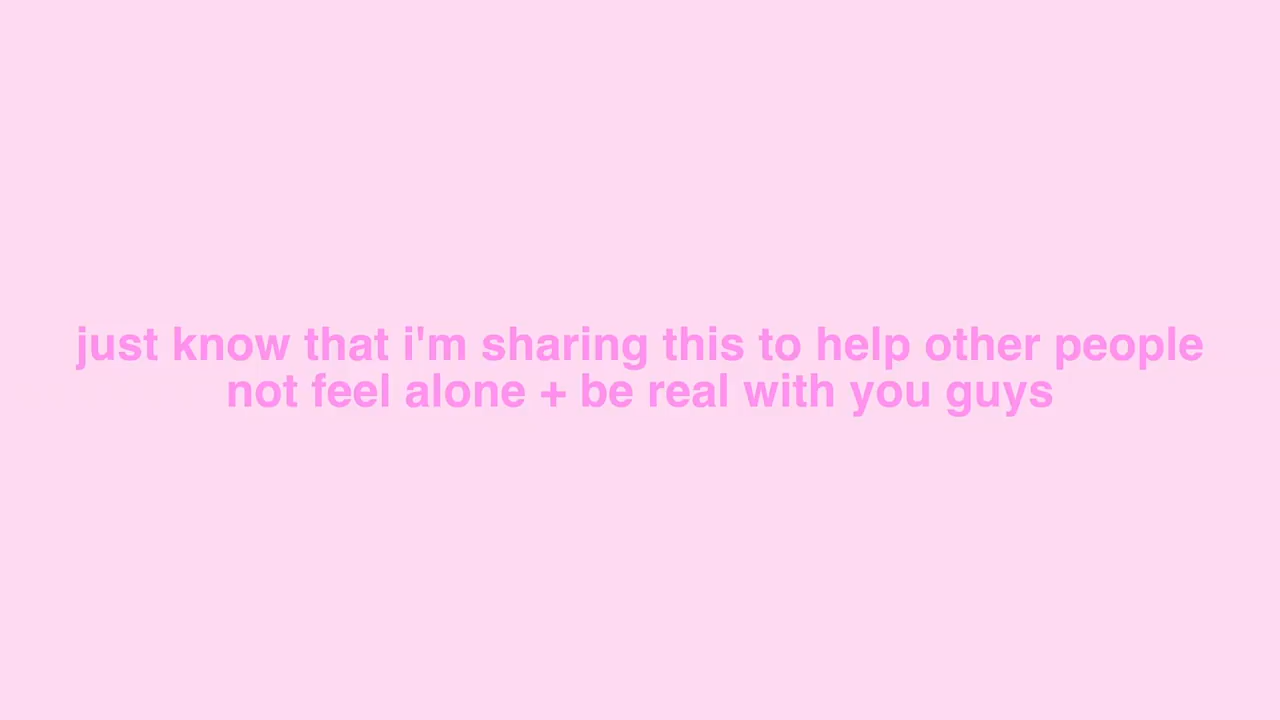 just know that i'm sharing this to help other people
not feel alone + be real with you guys